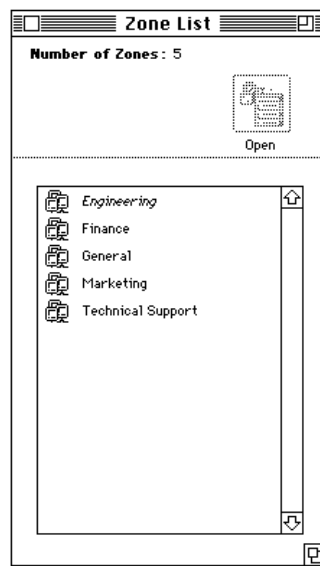 Zone List
Number of Zones: 5
Open
Engineering
Finance
General
Marketing
Technical Support